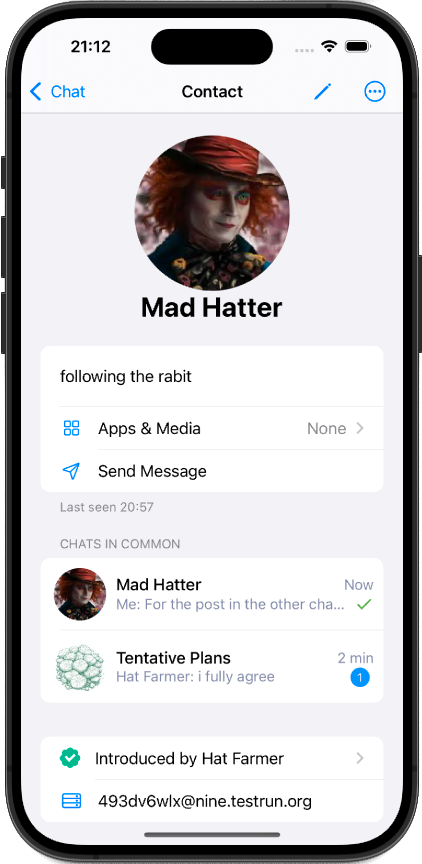 21:12
Chat
Contact
Mad Hatter
following the rabit
Apps & Media
None
Send Message
Last seen 20:57
CHATS IN COMMON
Mad Hatter
Now
Me: For the post in the other cha...
Tentative Plans
2 min
Hat Farmer: i fully agree
1
Introduced by Hat Farmer
493dv6wlx@nine.testrun.org